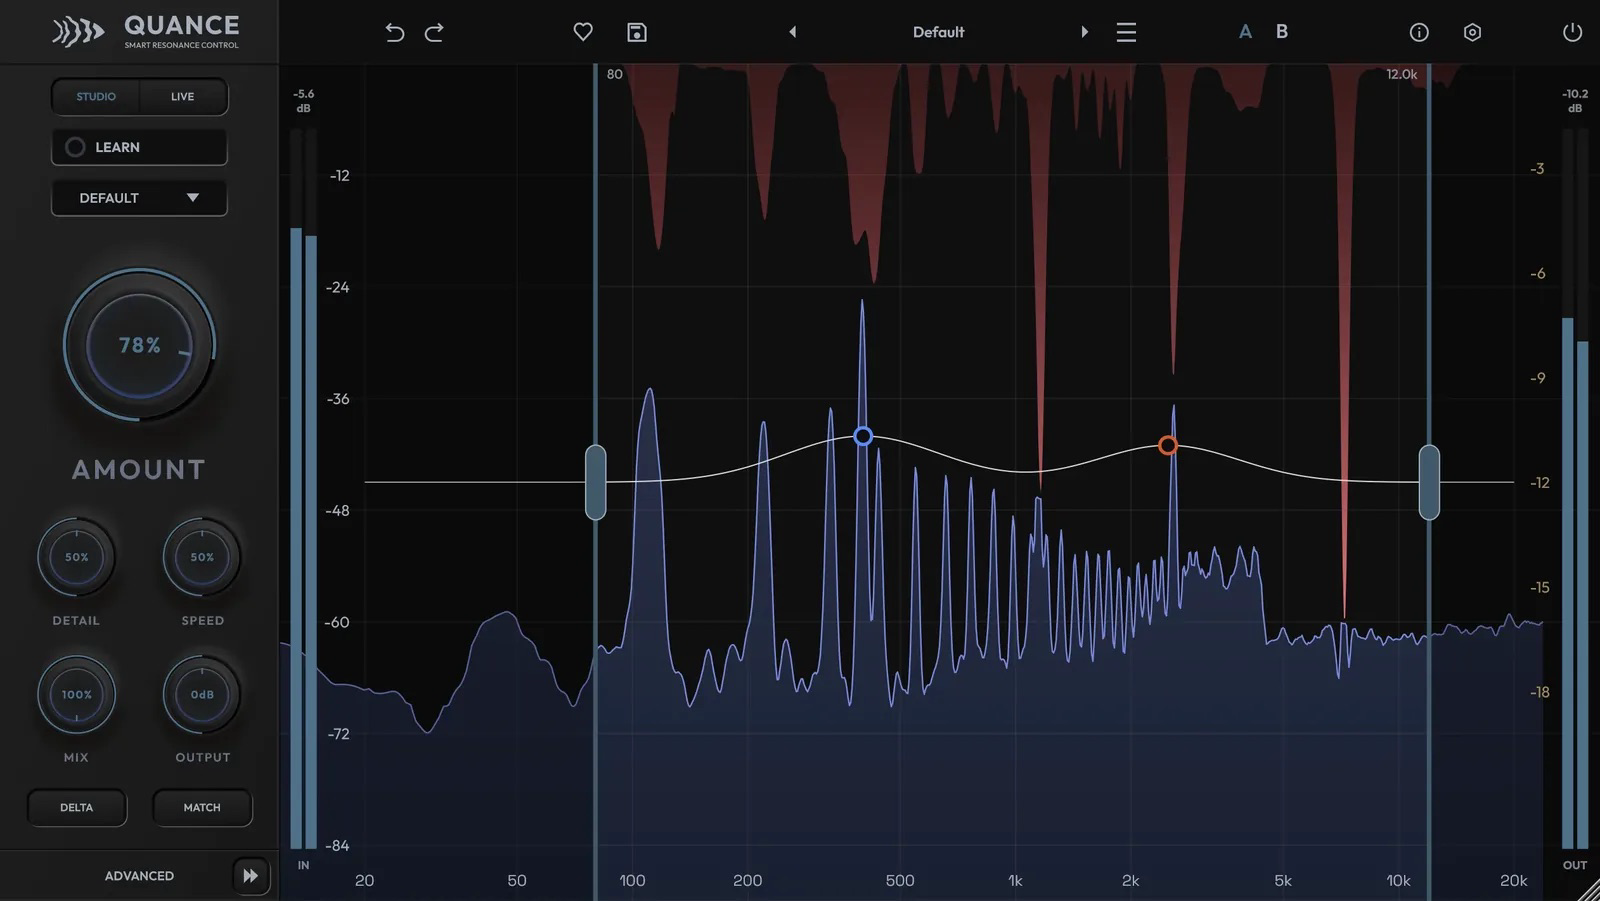 QUANCE
SMART RESONANCE CONTROL
Default
A
B
STUDIO
LIVE
LEARN
DEFAULT
78%
AMOUNT
50%
50%
DETAIL
SPEED
100%
0dB
MIX
OUTPUT
DELTA
MATCH
ADVANCED
-5.6
dB
IN
80
12.0k
-10.2
dB
OUT
-12
-24
-36
-48
-60
-72
-84
-3
-6
-9
-12
-15
-18
20
50
100
200
500
1k
2k
5k
10k
20k